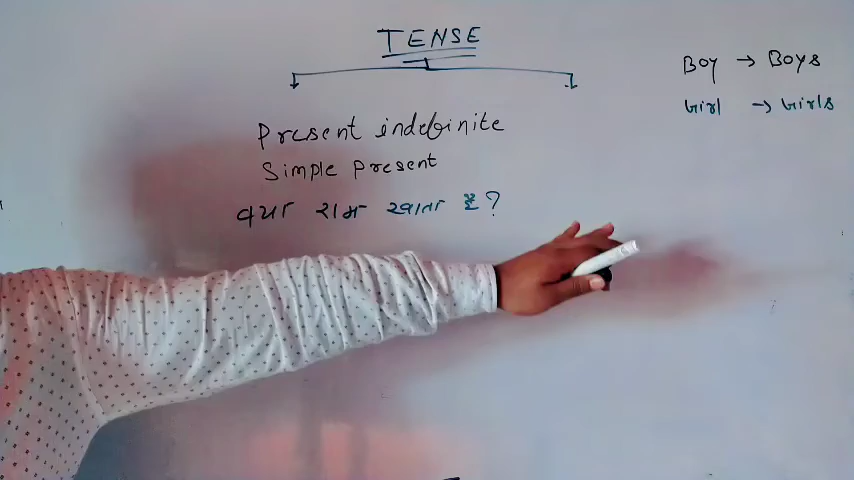 TENSE
Boy → Boys
Girl → Girls
Present indefinite
Simple Present
क्या राम खाता है?